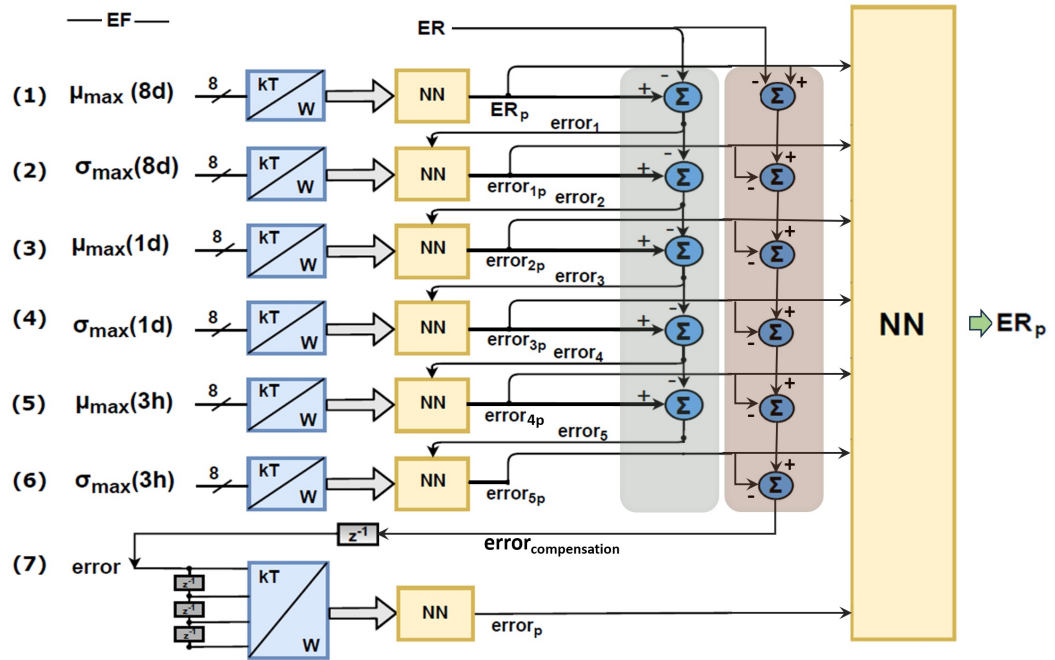 EF
ER
(1) μmax (8d) 8 kT W NN ERp - + Σ - + Σ
error1
(2) σmax(8d) 8 kT W NN error1p - + Σ + - Σ
error2
(3) μmax(1d) 8 kT W NN error2p - + Σ + - Σ
error3
(4) σmax(1d) 8 kT W NN error3p - + Σ + - Σ
NN ERp
error4
(5) μmax(3h) 8 kT W NN error4p - + Σ + - Σ
error5
(6) σmax(3h) 8 kT W NN error5p + - Σ
z-1 errorcompensation
(7) error kT W NN errorp
z-1
z-1
z-1